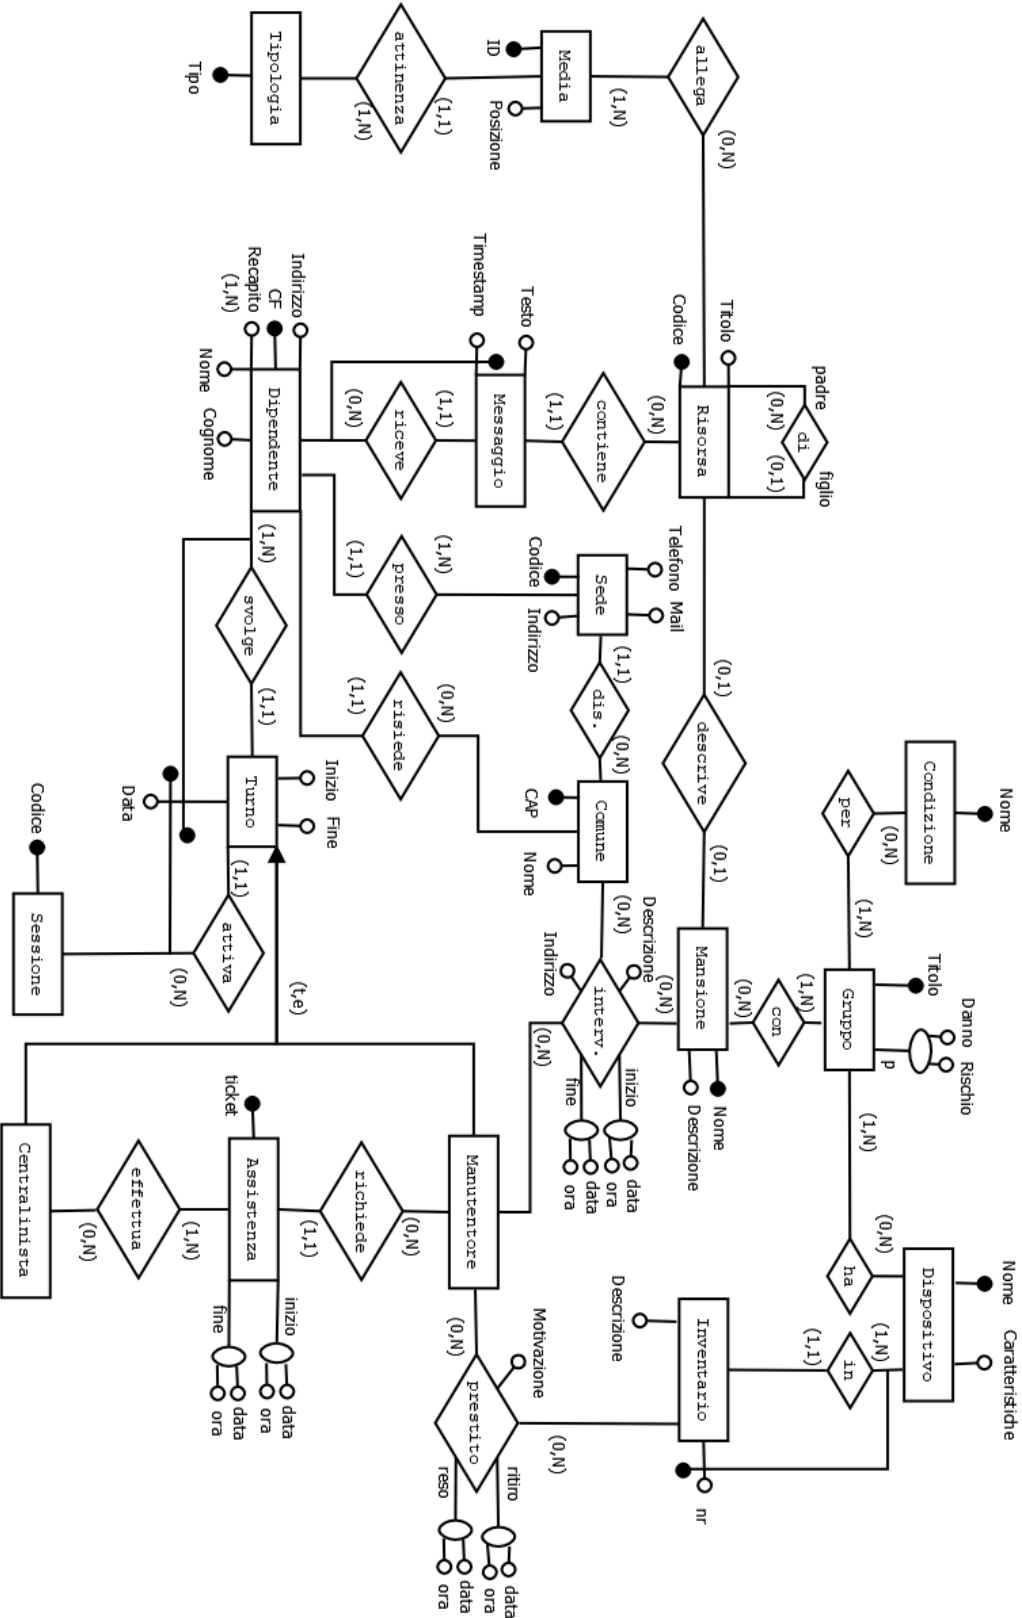 Tipologia
Tipo
attinenza
(1,N)
(1,1)
Media
ID
Posizione
(1,N)
allega
(0,N)
Risorsa
Titolo
Codice
padre
(0,N)
di
(0,1)
figlio
(0,N)
contiene
(1,1)
Messaggio
Testo
Timestamp
(1,1)
riceve
(0,N)
Dipendente
Indirizzo
CF
Recapito
(1,N)
Nome
Cognome
(1,N)
svolge
(1,1)
(1,1)
presso
(1,N)
Sede
Codice
Indirizzo
Telefono
Mail
(1,1)
dis.
(0,N)
(1,1)
risiede
(0,N)
Comune
CAP
Nome
(0,N)
(0,1)
descrive
(0,1)
Turno
Inizio
Fine
Data
(1,1)
attiva
(0,N)
Sessione
Codice
(t,e)
Condizione
Nome
(0,N)
per
(1,N)
Gruppo
Titolo
Danno
Rischio
p
(1,N)
con
(0,N)
Mansione
Nome
Descrizione
(0,N)
interv.
Descrizione
Indirizzo
inizio
data
ora
fine
data
ora
(0,N)
(1,N)
ha
(0,N)
Dispositivo
Nome
Caratteristiche
(1,N)
in
(1,1)
Inventario
Descrizione
nr
(0,N)
prestito
Motivazione
ritiro
data
ora
reso
data
ora
(0,N)
Manutentore
(0,N)
richiede
(1,1)
Assistenza
ticket
inizio
data
ora
fine
data
ora
(1,N)
effettua
(0,N)
Centralinista